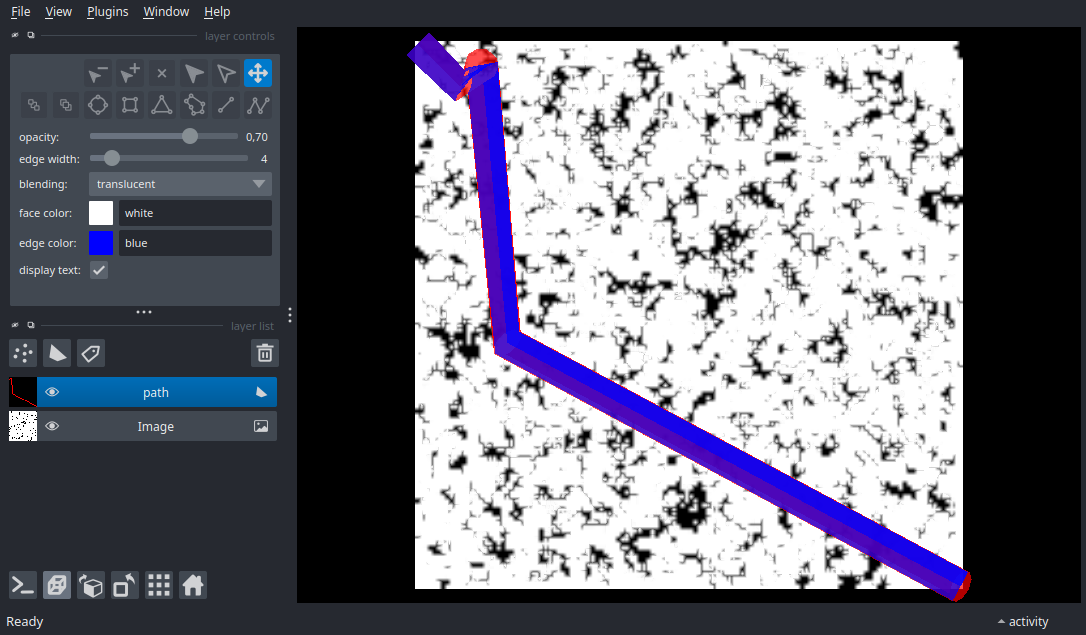 File View Plugins Window Help
layer controls
opacity: 0,70
edge width: 4
blending: translucent
face color: white
edge color: blue
display text:
layer list
path
Image
Ready activity